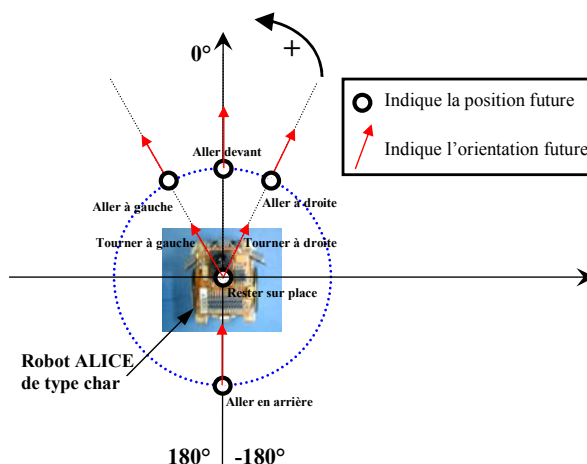 0°
+
Indique la position future
Indique l'orientation future
Aller devant
Aller à gauche
Aller à droite
Tourner à gauche
Tourner à droite
Rester sur place
Robot ALICE
de type char
Aller en arrière
180°
-180°